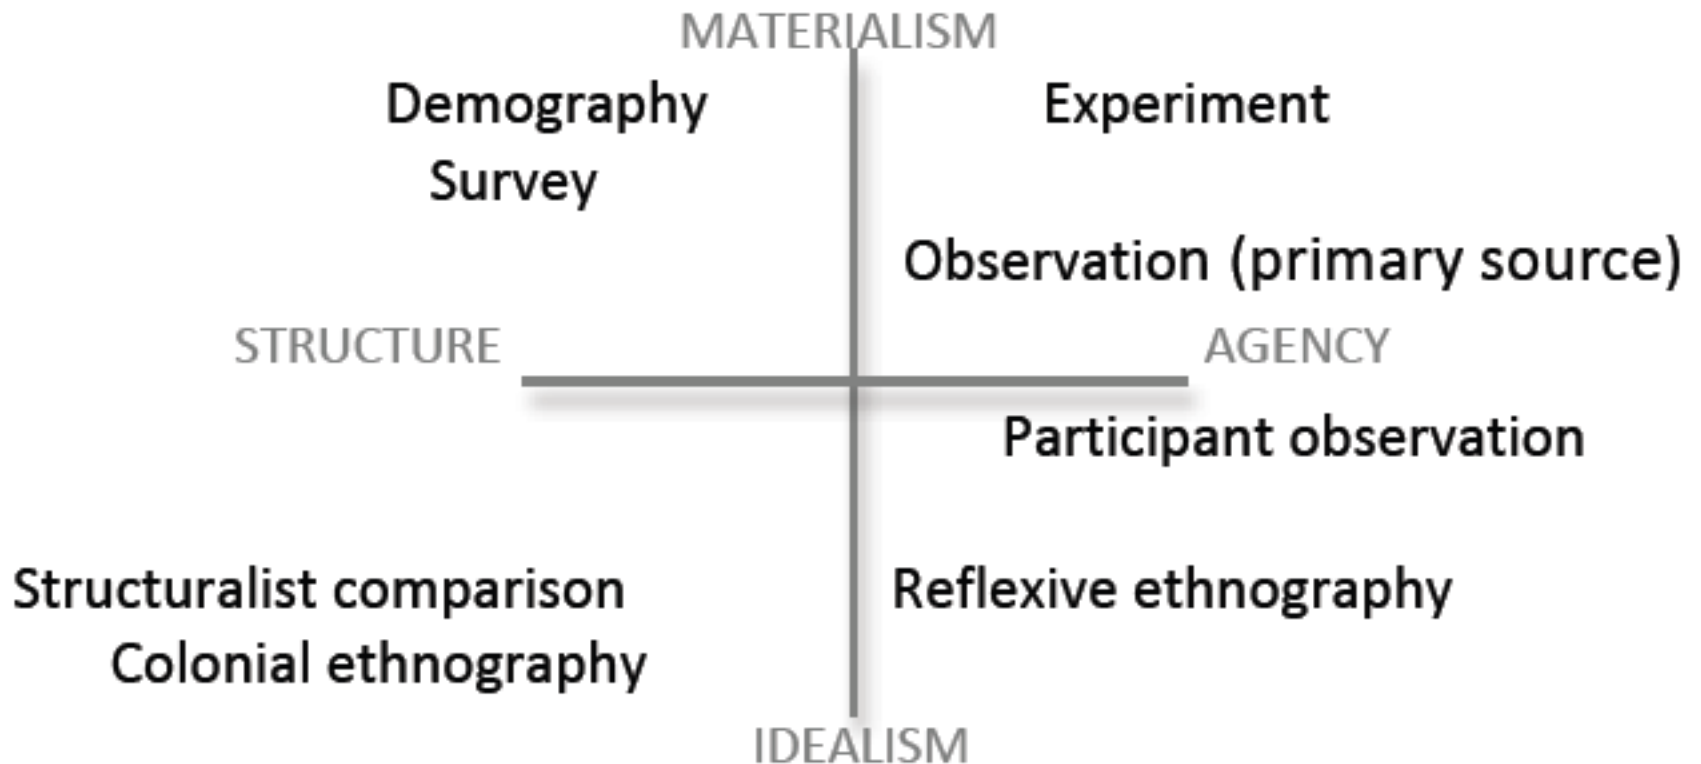 MATERIALISM
Demography
Experiment
Survey
Observation (primary source)
STRUCTURE
AGENCY
Participant observation
Structuralist comparison
Reflexive ethnography
Colonial ethnography
IDEALISM